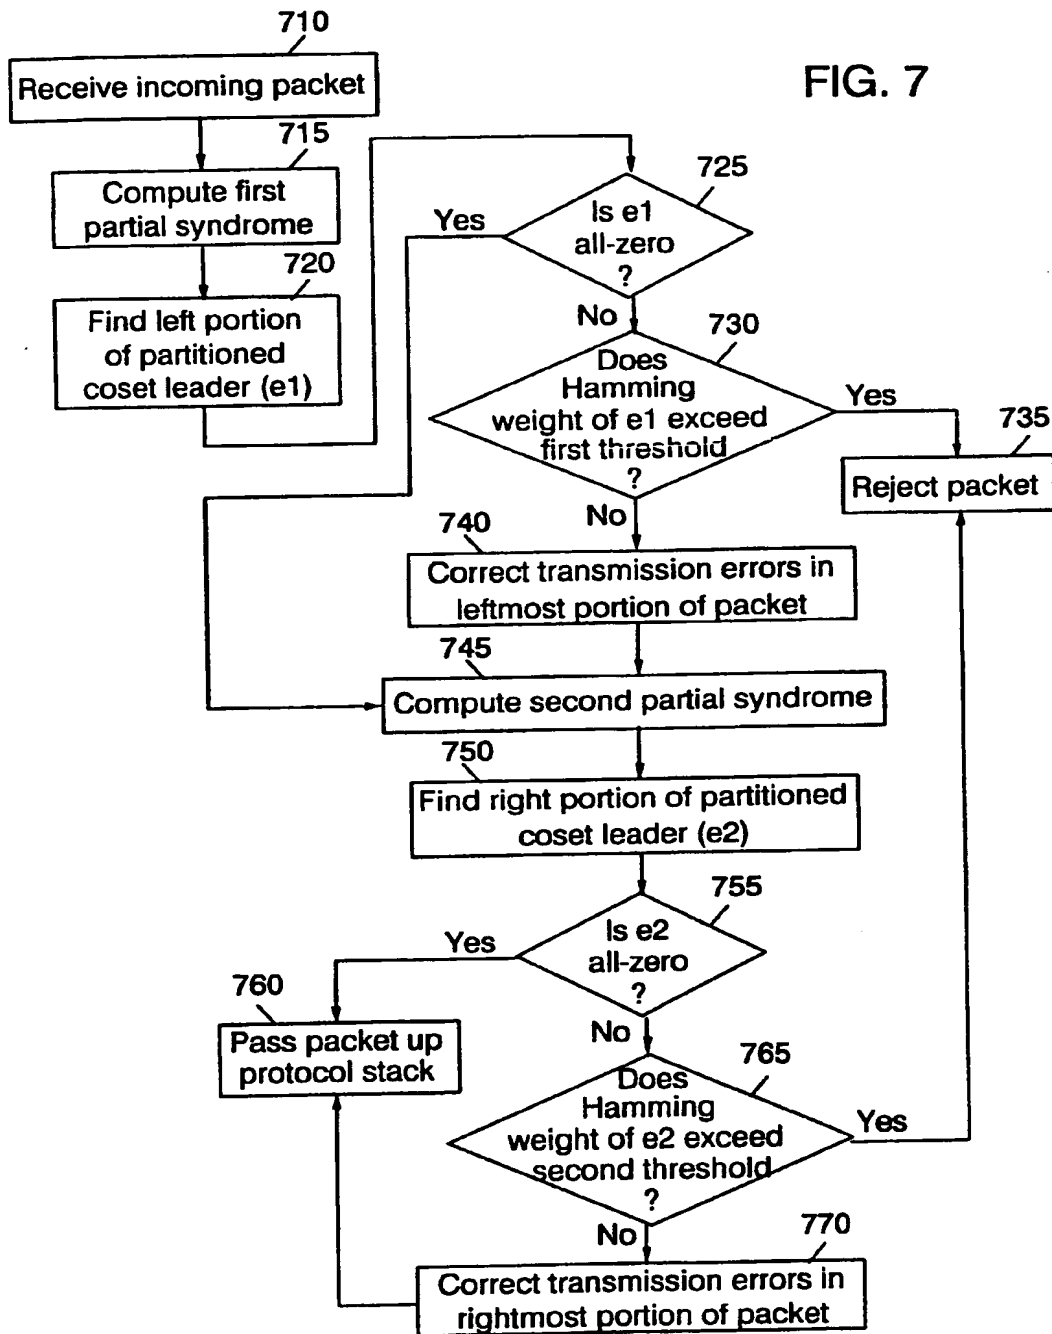 FIG. 7
710
Receive incoming packet
715
Compute first
partial syndrome
720
Find left portion
of partitioned
coset leader (e1)
725
Is e1
all-zero
?
Yes
No
730
Does
Hamming
weight of e1 exceed
first threshold
?
Yes
No
735
Reject packet
740
Correct transmission errors in
leftmost portion of packet
745
Compute second partial syndrome
750
Find right portion of partitioned
coset leader (e2)
755
Is e2
all-zero
?
Yes
No
760
Pass packet up
protocol stack
765
Does
Hamming
weight of e2 exceed
second threshold
?
Yes
No
770
Correct transmission errors in
rightmost portion of packet